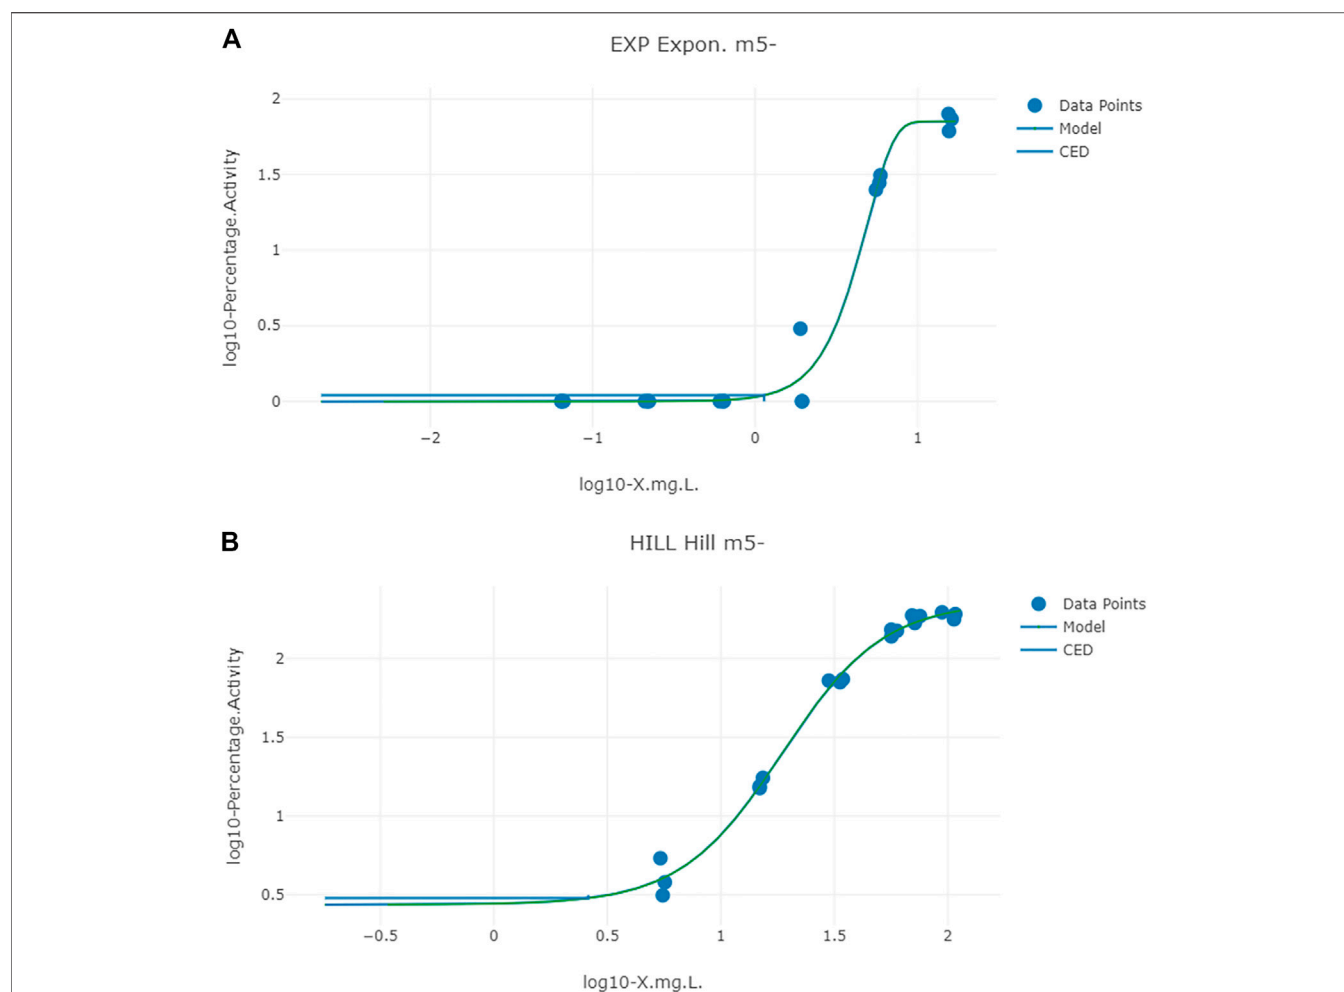 A
EXP Expon. m5-
log10-Percentage.Activity
2
1.5
1
0.5
0
−2
−1
0
1
log10-X.mg.L.
Data Points
Model
CED
B
HILL Hill m5-
log10-Percentage.Activity
2
1.5
1
0.5
−0.5
0
0.5
1
1.5
2
log10-X.mg.L.
Data Points
Model
CED